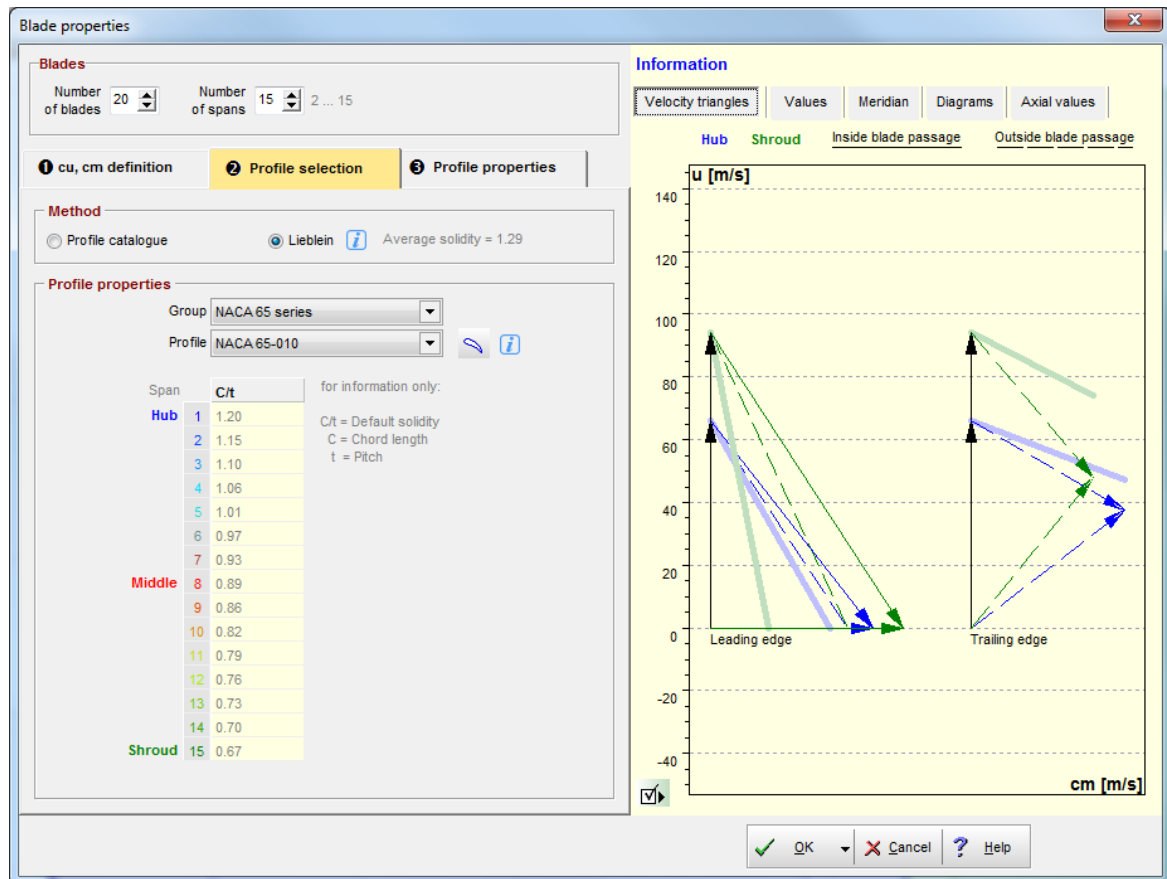 Blade properties
x
Blades
Number of blades 20
Number of spans 15 2 ... 15
❶ cu, cm definition
❷ Profile selection
❸ Profile properties
Method
Profile catalogue
Lieblein i Average solidity = 1.29
Profile properties
Group NACA 65 series
Profile NACA 65-010 i
Span C/t
Hub 1 1.20
2 1.15
3 1.10
4 1.06
5 1.01
6 0.97
7 0.93
Middle 8 0.89
9 0.86
10 0.82
11 0.79
12 0.76
13 0.73
14 0.70
Shroud 15 0.67
for information only:
C/t = Default solidity
C = Chord length
t = Pitch
Information
Velocity triangles Values Meridian Diagrams Axial values
Hub Shroud Inside blade passage Outside blade passage
u [m/s]
140
120
100
80
60
40
20
0
-20
-40
Leading edge
Trailing edge
cm [m/s]
OK Cancel ? Help